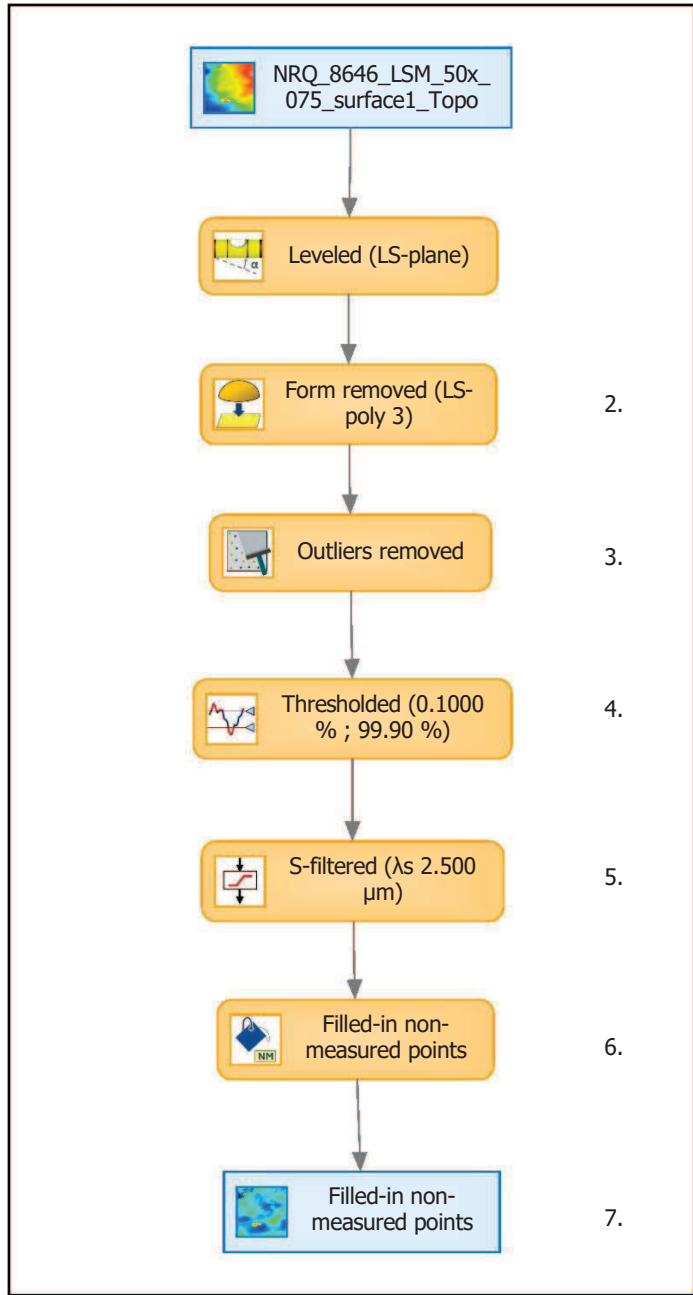 NRQ_8646_LSM_50x_
075_surface1_Topo
α
Leveled (LS-plane)
Form removed (LS-
poly 3)
2.
Outliers removed
3.
Thresholded (0.1000
% ; 99.90 %)
4.
S-filtered (λs 2.500
µm)
5.
NM
Filled-in non-
measured points
6.
Filled-in non-
measured points
7.